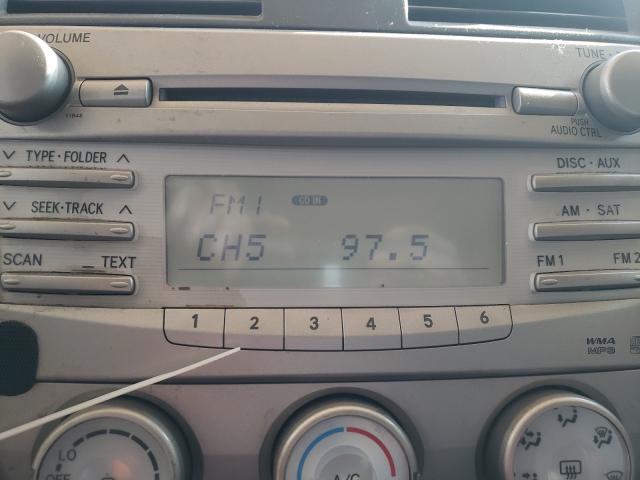 VOLUME
TUNE
11846
PUSH
AUDIO CTRL
TYPE·FOLDER
DISC·AUX
FM1 CD IN
SEEK·TRACK
AM·SAT
CH5 97.5
SCAN
TEXT
FM1
FM2
1 2 3 4 5 6
WMA
MP3
LO
OFF
A/C